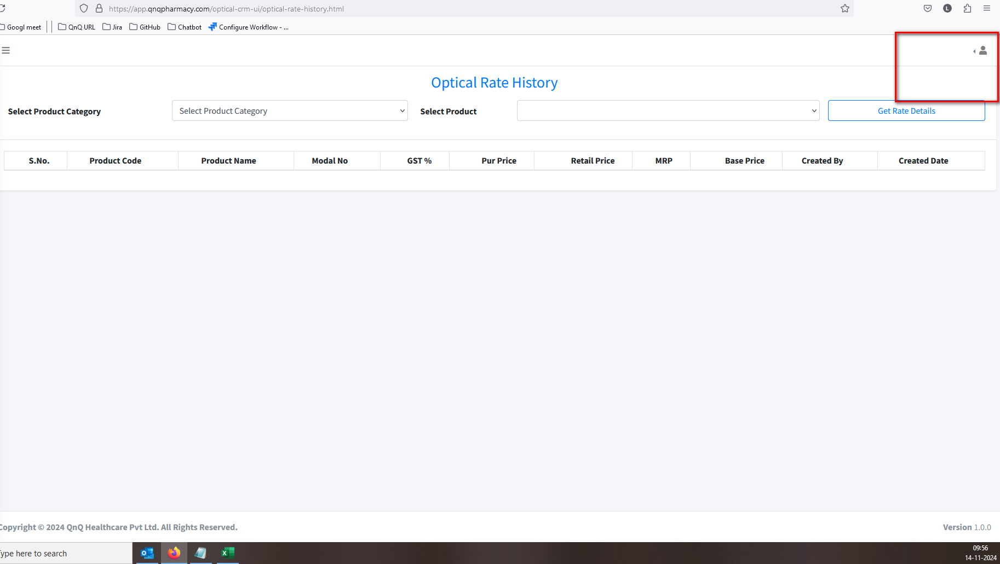 https://app.qnqpharmacy.com/optical-crm-ui/optical-rate-history.html
L
Googl meet QnQ URL Jira GitHub Chatbot Configure Workflow - ...
Optical Rate History
Select Product Category Select Product Category Select Product Get Rate Details
S.No. Product Code Product Name Modal No GST % Pur Price Retail Price MRP Base Price Created By Created Date
Copyright © 2024 QnQ Healthcare Pvt Ltd. All Rights Reserved. Version 1.0.0
ype here to search
09:56
14-11-2024